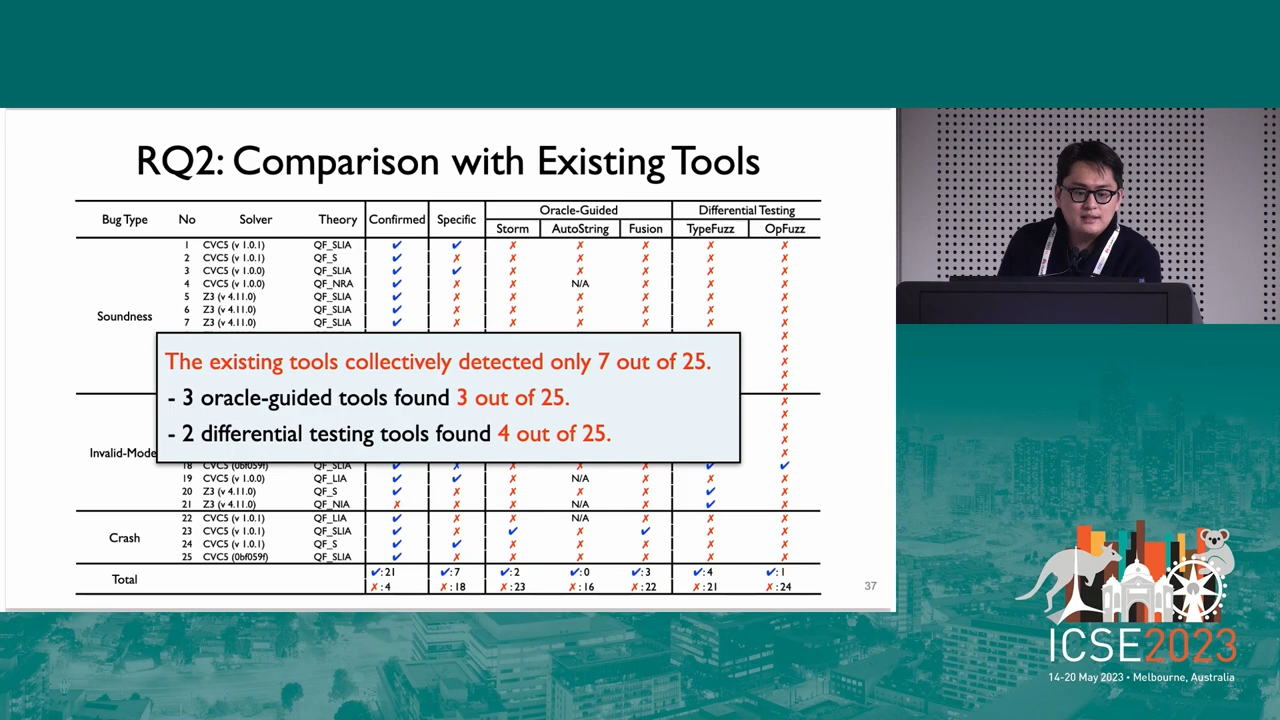 RQ2: Comparison with Existing Tools
Oracle-Guided Differential Testing
Bug Type No Solver Theory Confirmed Specific Storm AutoString Fusion TypeFuzz OpFuzz
1 CVC5 (v 1.0.1) QF_SLIA ✔ ✔ ✗ ✗ ✗ ✗ ✗
2 CVC5 (v 1.0.1) QF_S ✔ ✗ ✗ ✗ ✗ ✗ ✗
3 CVC5 (v 1.0.0) QF_SLIA ✔ ✔ ✗ ✗ ✗ ✗ ✗
4 CVC5 (v 1.0.0) QF_NRA ✔ ✗ ✗ N/A ✗ ✗ ✗
5 Z3 (v 4.11.0) QF_SLIA ✔ ✗ ✗ ✗ ✗ ✗ ✗
Soundness 6 Z3 (v 4.11.0) QF_SLIA ✔ ✗ ✗ ✗ ✗ ✗ ✗
7 Z3 (v 4.11.0) QF_SLIA ✔ ✗ ✗ ✗ ✗ ✗ ✗
✗
The existing tools collectively detected only 7 out of 25. ✗
✗
✗
- 3 oracle-guided tools found 3 out of 25. ✗
✗
- 2 differential testing tools found 4 out of 25. ✗
✗
Invalid-Mode ✗
18 CVC5 (0bf059f) QF_SLIA ✔ ✗ ✗ ✗ ✗ ✔ ✔
19 CVC5 (v 1.0.0) QF_LIA ✔ ✔ ✗ N/A ✗ ✗ ✗
20 Z3 (v 4.11.0) QF_S ✔ ✗ ✗ ✗ ✗ ✔ ✗
21 Z3 (v 4.11.0) QF_NIA ✗ ✗ ✗ N/A ✗ ✔ ✗
22 CVC5 (v 1.0.1) QF_LIA ✔ ✗ ✗ N/A ✗ ✗ ✗
Crash 23 CVC5 (v 1.0.1) QF_SLIA ✔ ✗ ✔ ✗ ✔ ✗ ✗
24 CVC5 (v 1.0.1) QF_S ✔ ✔ ✗ ✗ ✗ ✗ ✗
25 CVC5 (0bf059f) QF_SLIA ✔ ✗ ✗ ✗ ✗ ✗ ✗
Total ✔: 21 ✔: 7 ✔: 2 ✔: 0 ✔: 3 ✔: 4 ✔: 1
✗: 4 ✗: 18 ✗: 23 ✗: 16 ✗: 22 ✗: 21 ✗: 24
37
ICSE2023
14-20 May 2023 • Melbourne, Australia